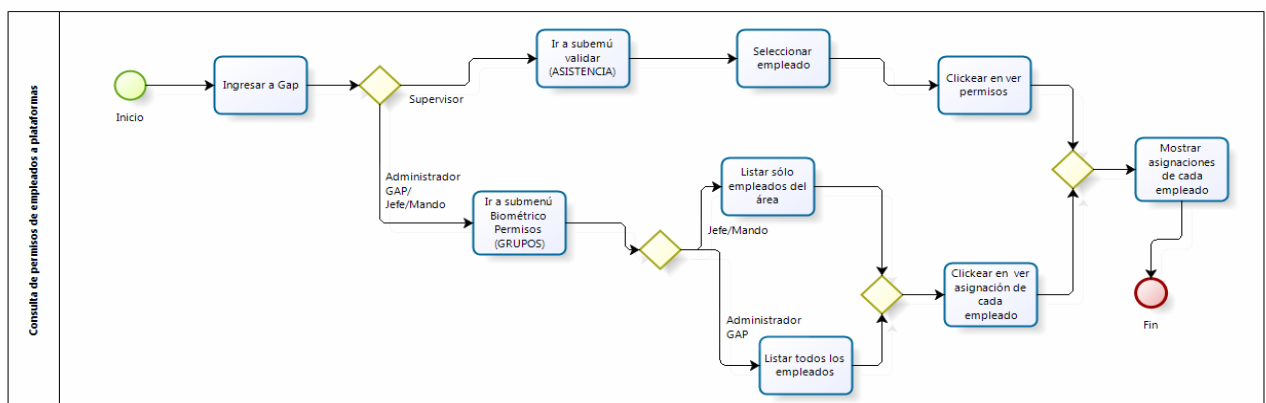 Consulta de permisos de empleados a plataformas
Inicio
Ingresar a Gap
Supervisor
Ir a subemú
validar
(ASISTENCIA)
Seleccionar
empleado
Clickear en ver
permisos
Administrador
GAP/
Jefe/Mando
Ir a submenú
Biométrico
Permisos
(GRUPOS)
Listar sólo
empleados del
área
Jefe/Mando
Administrador
GAP
Listar todos los
empleados
Clickear en ver
asignación de
cada
empleado
Mostrar
asignaciones
de cada
empleado
Fin